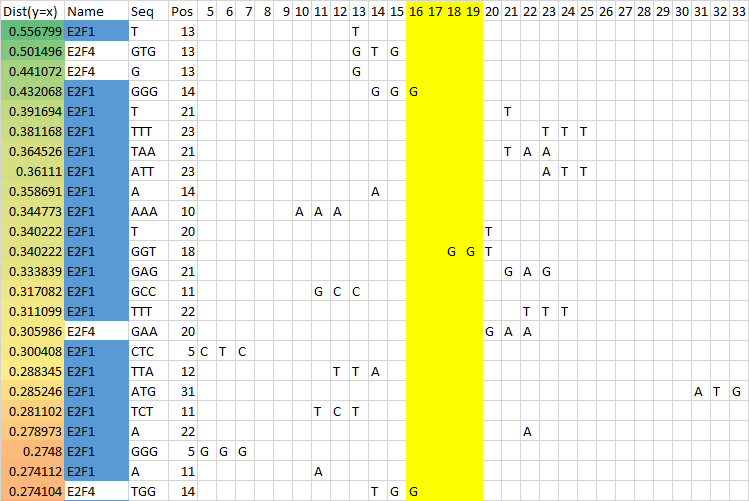 Dist(y=x) Name Seq Pos 5 6 7 8 9 10 11 12 13 14 15 16 17 18 19 20 21 22 23 24 25 26 27 28 29 30 31 32 33
0.556799 E2F1 T 13 T
0.501496 E2F4 GTG 13 G T G
0.441072 E2F4 G 13 G
0.432068 E2F1 GGG 14 G G G
0.391694 E2F1 T 21 T
0.381168 E2F1 TTT 23 T T T
0.364526 E2F1 TAA 21 T A A
0.36111 E2F1 ATT 23 A T T
0.358691 E2F1 A 14 A
0.344773 E2F1 AAA 10 A A A
0.340222 E2F1 T 20 T
0.340222 E2F1 GGT 18 G G T
0.333839 E2F1 GAG 21 G A G
0.317082 E2F1 GCC 11 G C C
0.311099 E2F1 TTT 22 T T T
0.305986 E2F4 GAA 20 G A A
0.300408 E2F1 CTC 5 C T C
0.288345 E2F1 TTA 12 T T A
0.285246 E2F1 ATG 31 A T G
0.281102 E2F1 TCT 11 T C T
0.278973 E2F1 A 22 A
0.2748 E2F1 GGG 5 G G G
0.274112 E2F1 A 11 A
0.274104 E2F4 TGG 14 T G G